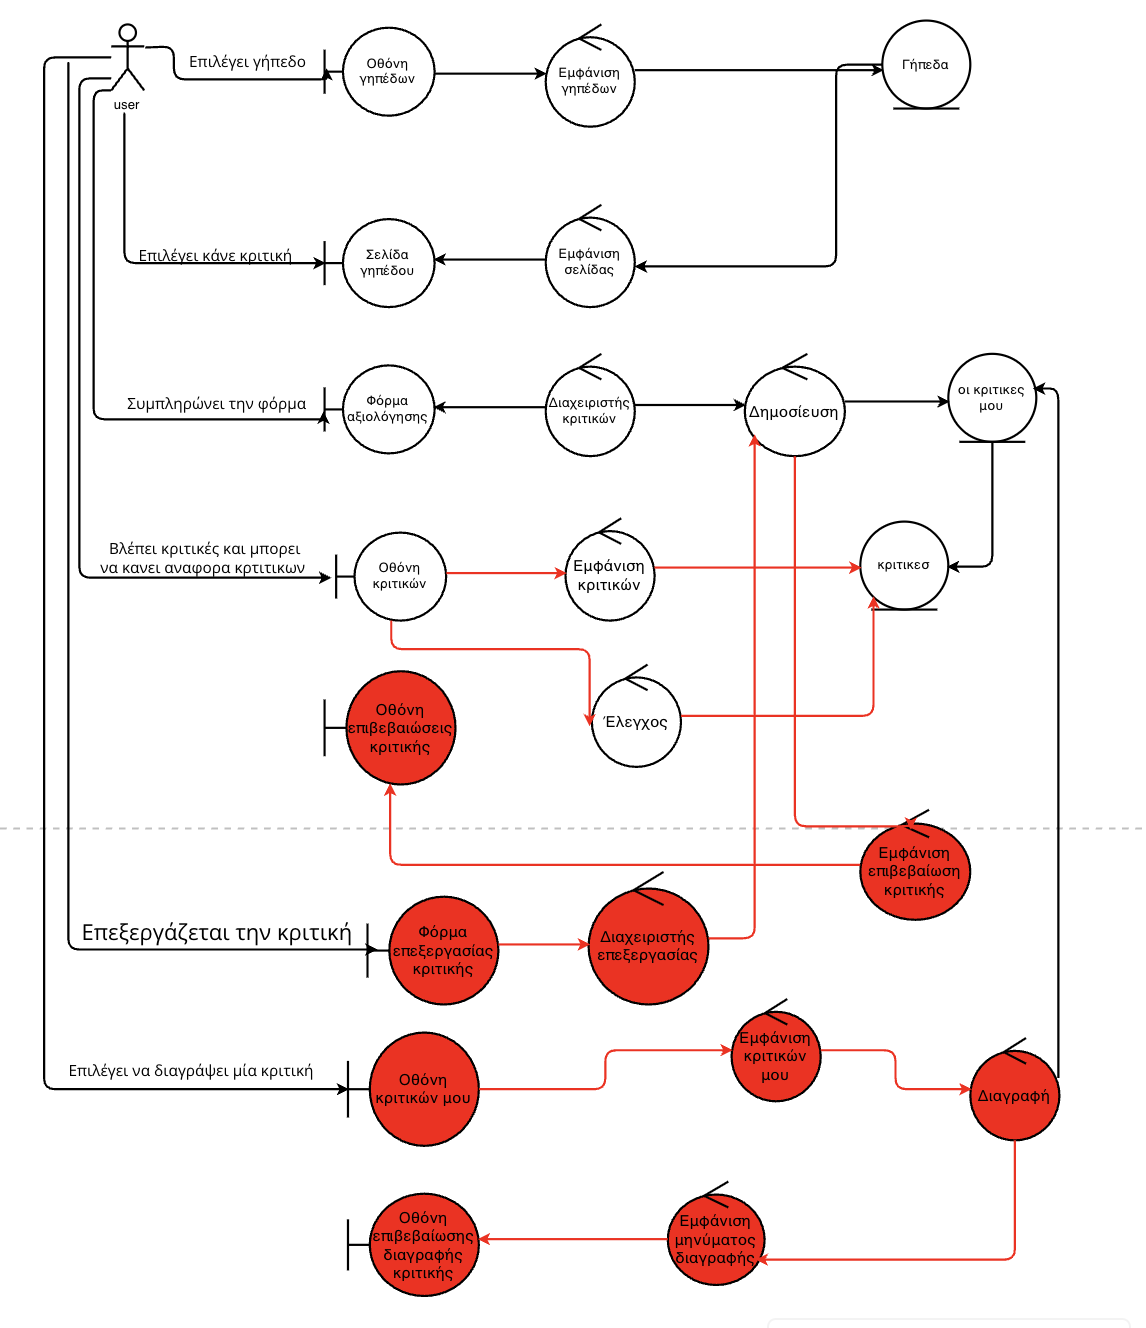 user
Επιλέγει γήπεδο
Οθόνη
γηπέδων
Εμφάνιση
γηπέδων
Γήπεδα
Επιλέγει κάνε κριτική
Σελίδα
γηπέδου
Εμφάνιση
σελίδας
Συμπληρώνει την φόρμα
Φόρμα
αξιολόγησης
Διαχειριστής
κριτικών
Δημοσίευση
οι κριτικες
μου
Βλέπει κριτικές και μπορει
να κανει αναφορα κρτιτικων
Οθόνη
κριτικών
Εμφάνιση
κριτικών
κριτικεσ
Οθόνη
επιβεβαιώσεις
κριτικής
Έλεγχος
Εμφάνιση
επιβεβαίωση
κριτικής
Επεξεργάζεται την κριτική
Φόρμα
επεξεργασίας
κριτικής
Διαχειριστής
επεξεργασίας
Επιλέγει να διαγράψει μία κριτική
Οθόνη
κριτικών μου
Εμφάνιση
κριτικών
μου
Διαγραφή
Οθόνη
επιβεβαίωσης
διαγραφής
κριτικής
Εμφάνιση
μηνύματος
διαγραφής